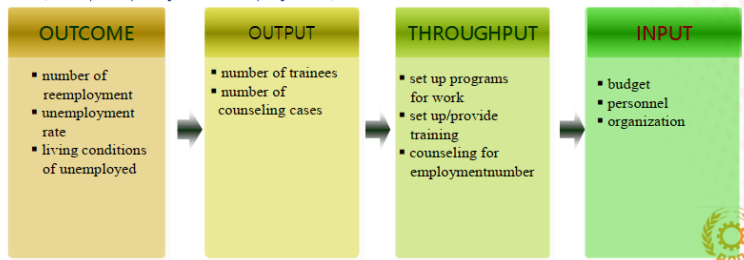 OUTCOME
▪ number of
reemployment
▪ unemployment
rate
▪ living conditions
of unemployed
OUTPUT
▪ number of trainees
▪ number of
counseling cases
THROUGHPUT
▪ set up programs
for work
▪ set up/provide
training
▪ counseling for
employmentnumber
INPUT
▪ budget
▪ personnel
▪ organization